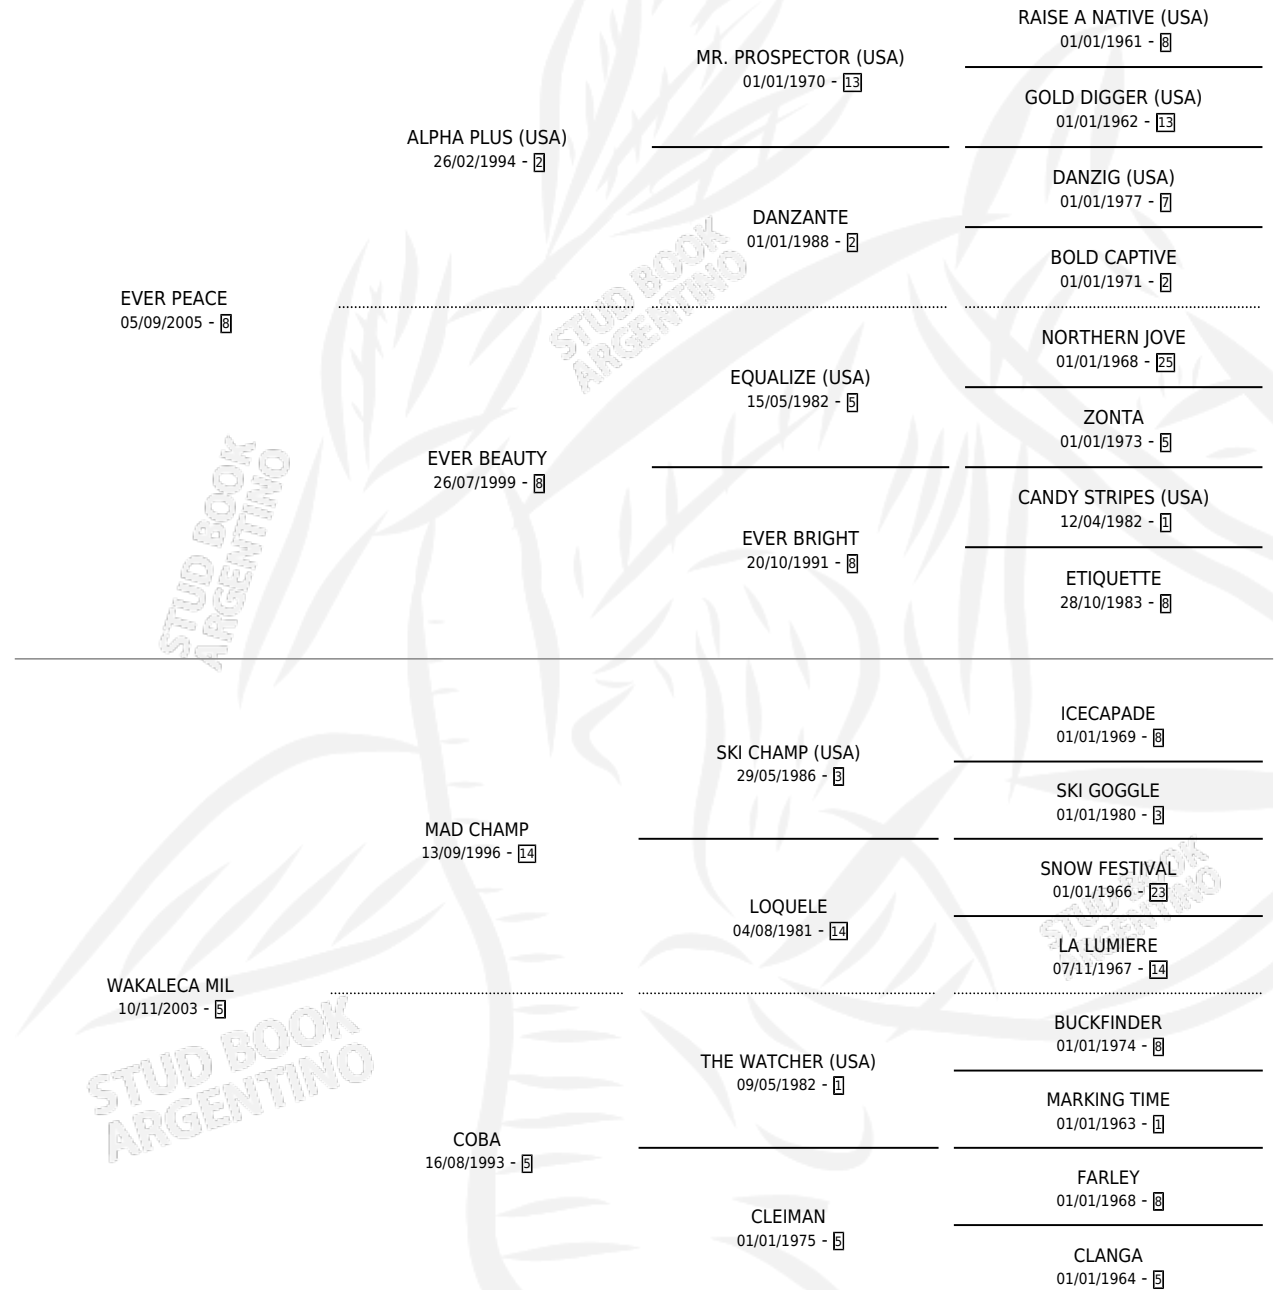 RAISE A NATIVE (USA)
01/01/1961 - 8
MR. PROSPECTOR (USA)
01/01/1970 - 13
GOLD DIGGER (USA)
01/01/1962 - 13
ALPHA PLUS (USA)
26/02/1994 - 2
DANZIG (USA)
01/01/1977 - 7
DANZANTE
01/01/1988 - 2
BOLD CAPTIVE
01/01/1971 - 2
STUD BOOK
ARGENTINO
EVER PEACE
05/09/2005 - 8
NORTHERN JOVE
01/01/1968 - 25
EQUALIZE (USA)
15/05/1982 - 5
ZONTA
01/01/1973 - 5
EVER BEAUTY
26/07/1999 - 8
CANDY STRIPES (USA)
12/04/1982 - 1
EVER BRIGHT
20/10/1991 - 8
ETIQUETTE
28/10/1983 - 8
STUD BOOK
ARGENTINO
ICECAPADE
01/01/1969 - 8
SKI CHAMP (USA)
29/05/1986 - 3
SKI GOGGLE
01/01/1980 - 3
MAD CHAMP
13/09/1996 - 14
SNOW FESTIVAL
01/01/1966 - 23
LOQUELE
04/08/1981 - 14
LA LUMIERE
07/11/1967 - 14
STUD BOOK
ARGENTINO
WAKALECA MIL
10/11/2003 - 5
BUCKFINDER
01/01/1974 - 8
THE WATCHER (USA)
09/05/1982 - 1
MARKING TIME
01/01/1963 - 1
STUD BOOK
ARGENTINO
COBA
16/08/1993 - 5
FARLEY
01/01/1968 - 8
CLEIMAN
01/01/1975 - 5
CLANGA
01/01/1964 - 5